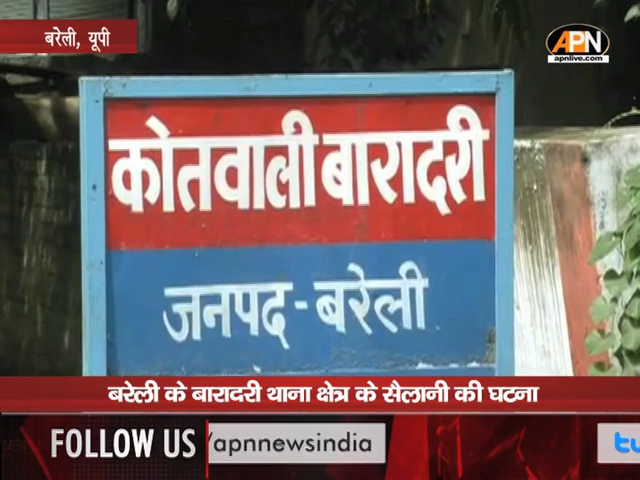 बरेली, यूपी
APN
apnlive.com
कोतवाली बारादरी
जनपद - बरेली
बरेली के बारादरी थाना क्षेत्र के सैलानी की घटना
FOLLOW US
/apnnewsindia